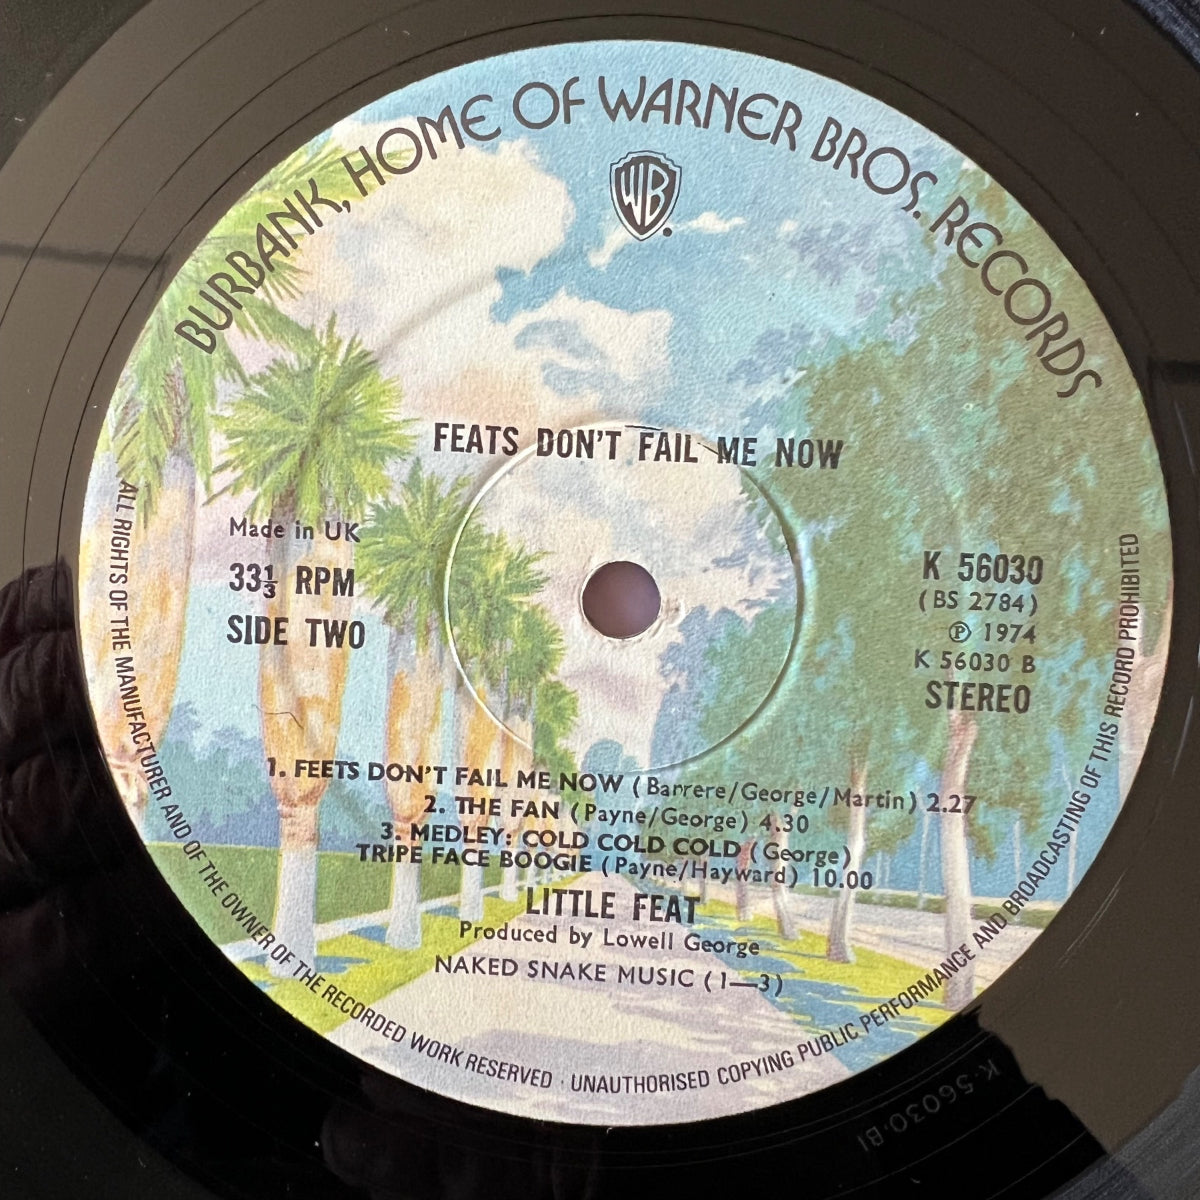 BURBANK, HOME OF WARNER BROS. RECORDS
WB
FEATS DON'T FAIL ME NOW
Made in UK
33⅓ RPM
SIDE TWO
K 56030
(BS 2784)
℗ 1974
K 56030 B
STEREO
1. FEETS DON'T FAIL ME NOW (Barrere/George/Martin) 2.27
2. THE FAN (Payne/George) 4.30
3. MEDLEY: COLD COLD COLD (George)
TRIPE FACE BOOGIE (Payne/Hayward) 10.00
LITTLE FEAT
Produced by Lowell George
NAKED SNAKE MUSIC (1—3)
ALL RIGHTS OF THE MANUFACTURER AND OF THE OWNER OF THE RECORDED WORK RESERVED · UNAUTHORISED COPYING PUBLIC PERFORMANCE AND BROADCASTING OF THIS RECORD PROHIBITED
K·56030.B1